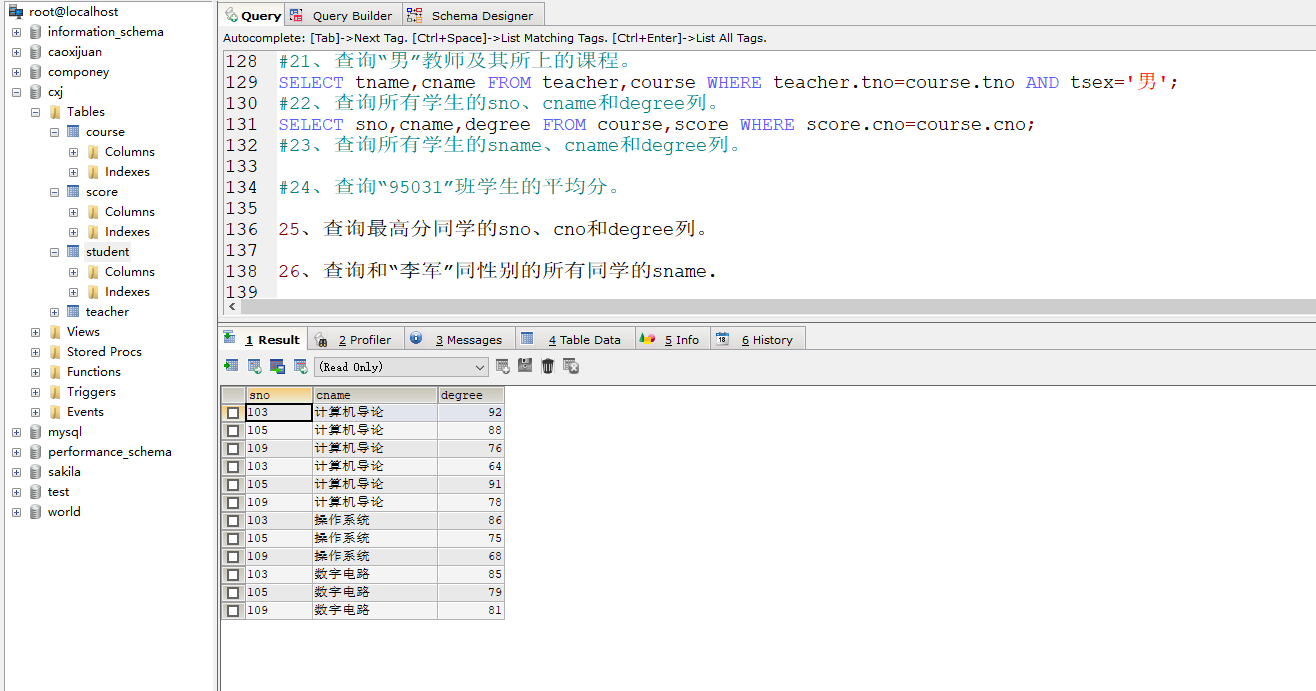 root@localhost
information_schema
caoxijuan
componey
cxj
Tables
course
Columns
Indexes
score
Columns
Indexes
student
Columns
Indexes
teacher
Views
Stored Procs
Functions
Triggers
Events
mysql
performance_schema
sakila
test
world
Query Query Builder Schema Designer
Autocomplete: [Tab]->Next Tag. [Ctrl+Space]->List Matching Tags. [Ctrl+Enter]->List All Tags.
128 #21、查询“男”教师及其所上的课程。
129 SELECT tname,cname FROM teacher,course WHERE teacher.tno=course.tno AND tsex='男';
130 #22、查询所有学生的sno、cname和degree列。
131 SELECT sno,cname,degree FROM course,score WHERE score.cno=course.cno;
132 #23、查询所有学生的sname、cname和degree列。
133
134 #24、查询“95031”班学生的平均分。
135
136 25、查询最高分同学的sno、cno和degree列。
137
138 26、查询和“李军”同性别的所有同学的sname.
139
1 Result 2 Profiler 3 Messages 4 Table Data 5 Info 18 6 History
(Read Only)
sno cname degree
103 计算机导论 92
105 计算机导论 88
109 计算机导论 76
103 计算机导论 64
105 计算机导论 91
109 计算机导论 78
103 操作系统 86
105 操作系统 75
109 操作系统 68
103 数字电路 85
105 数字电路 79
109 数字电路 81